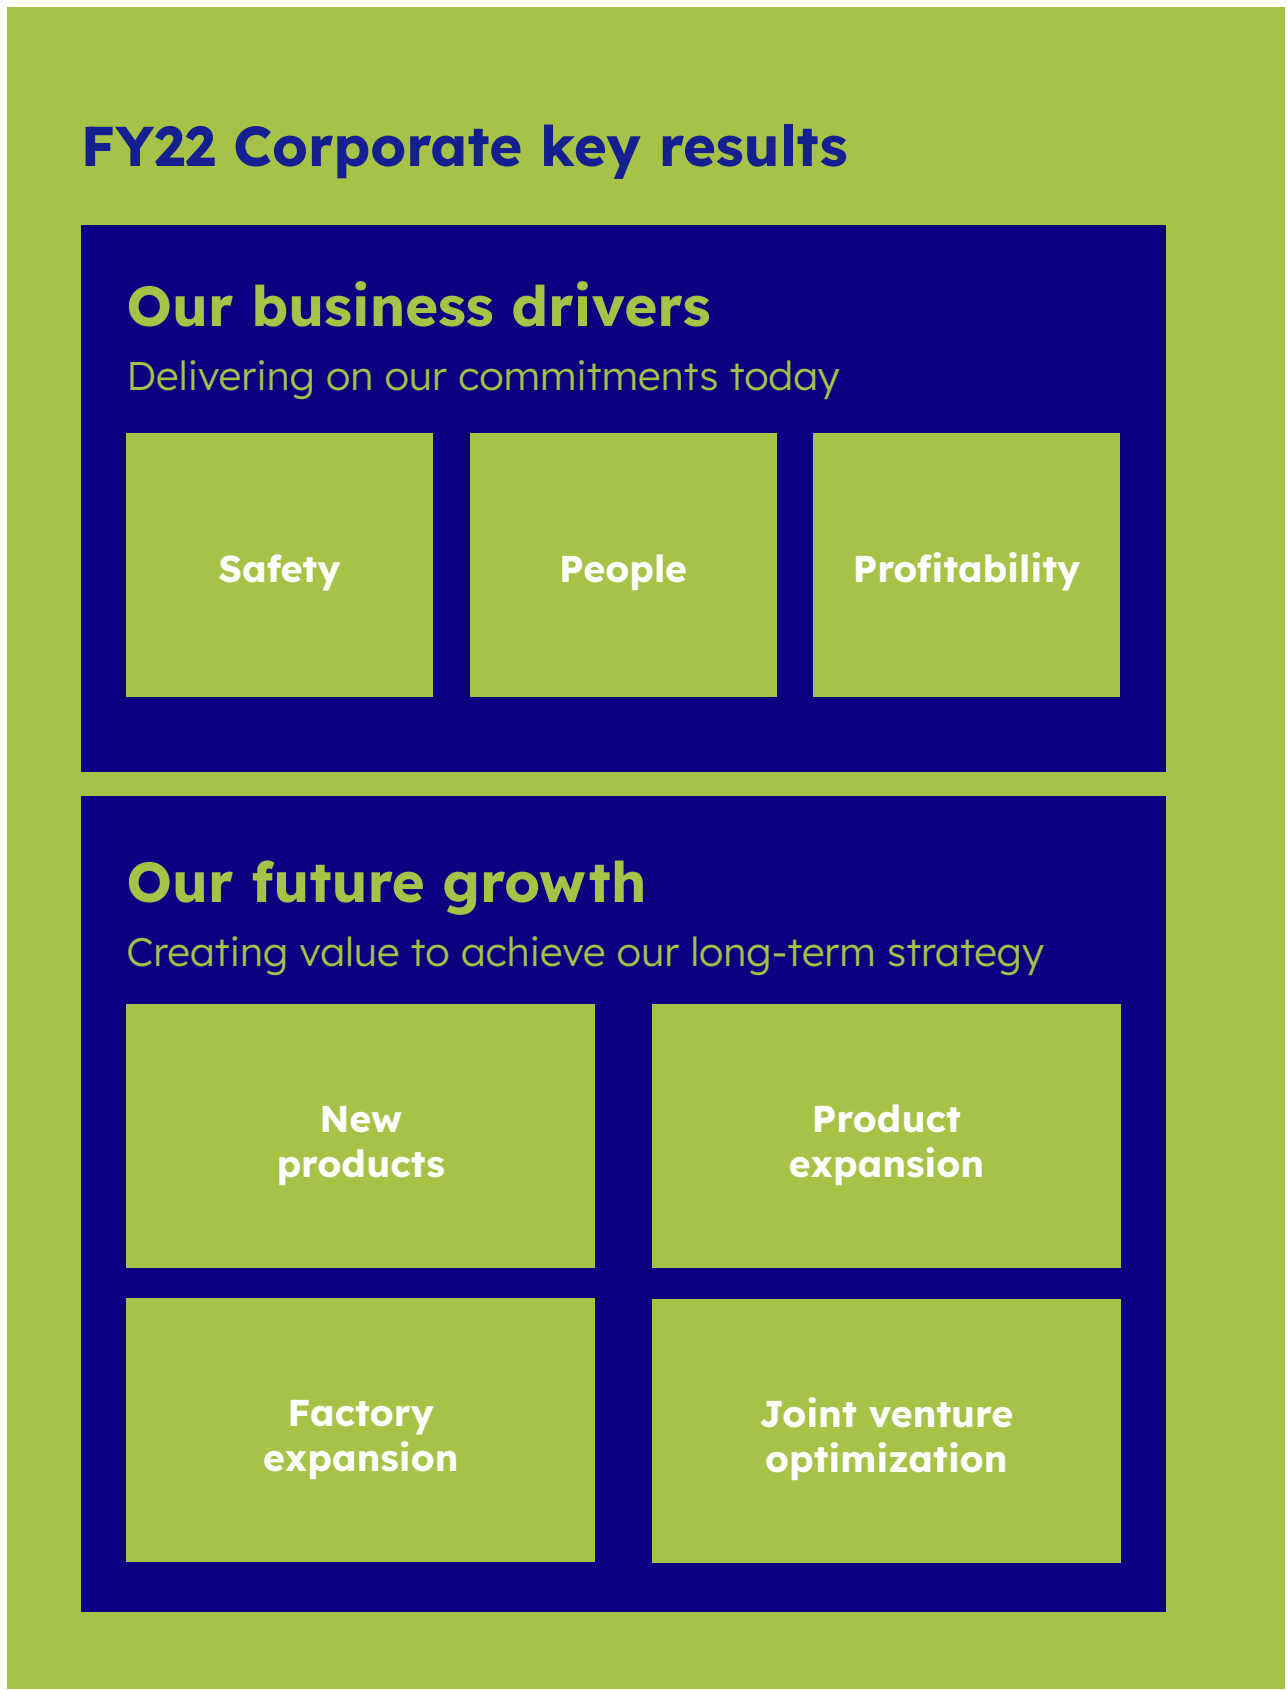 FY22 Corporate key results
Our business drivers
Delivering on our commitments today
Safety
People
Profitability
Our future growth
Creating value to achieve our long-term strategy
New
products
Product
expansion
Factory
expansion
Joint venture
optimization